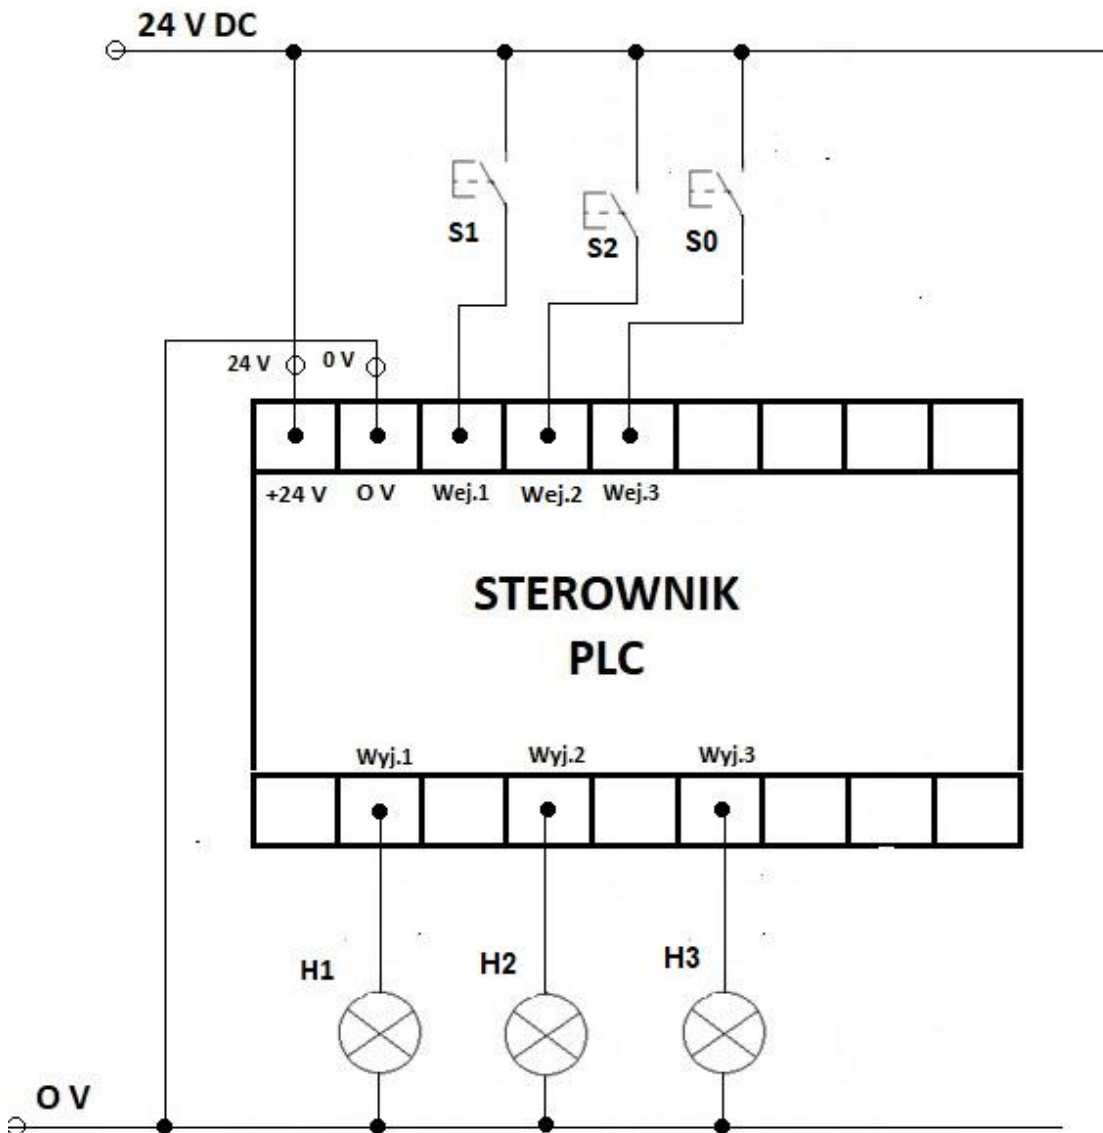 24 V DC
S1
S2
S0
24 V
0 V
+24 V
O V
Wej.1
Wej.2
Wej.3
STEROWNIK
PLC
Wyj.1
Wyj.2
Wyj.3
H1
H2
H3
O V